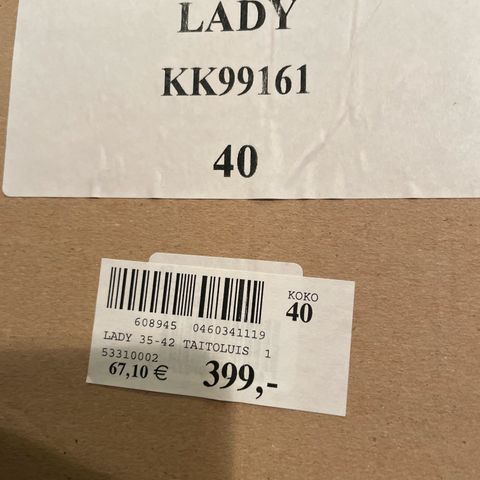 LADY
KK99161
40
KOKO
40
608945 0460341119
LADY 35-42 TAITOLUIS 1
53310002
67,10 € 399,-